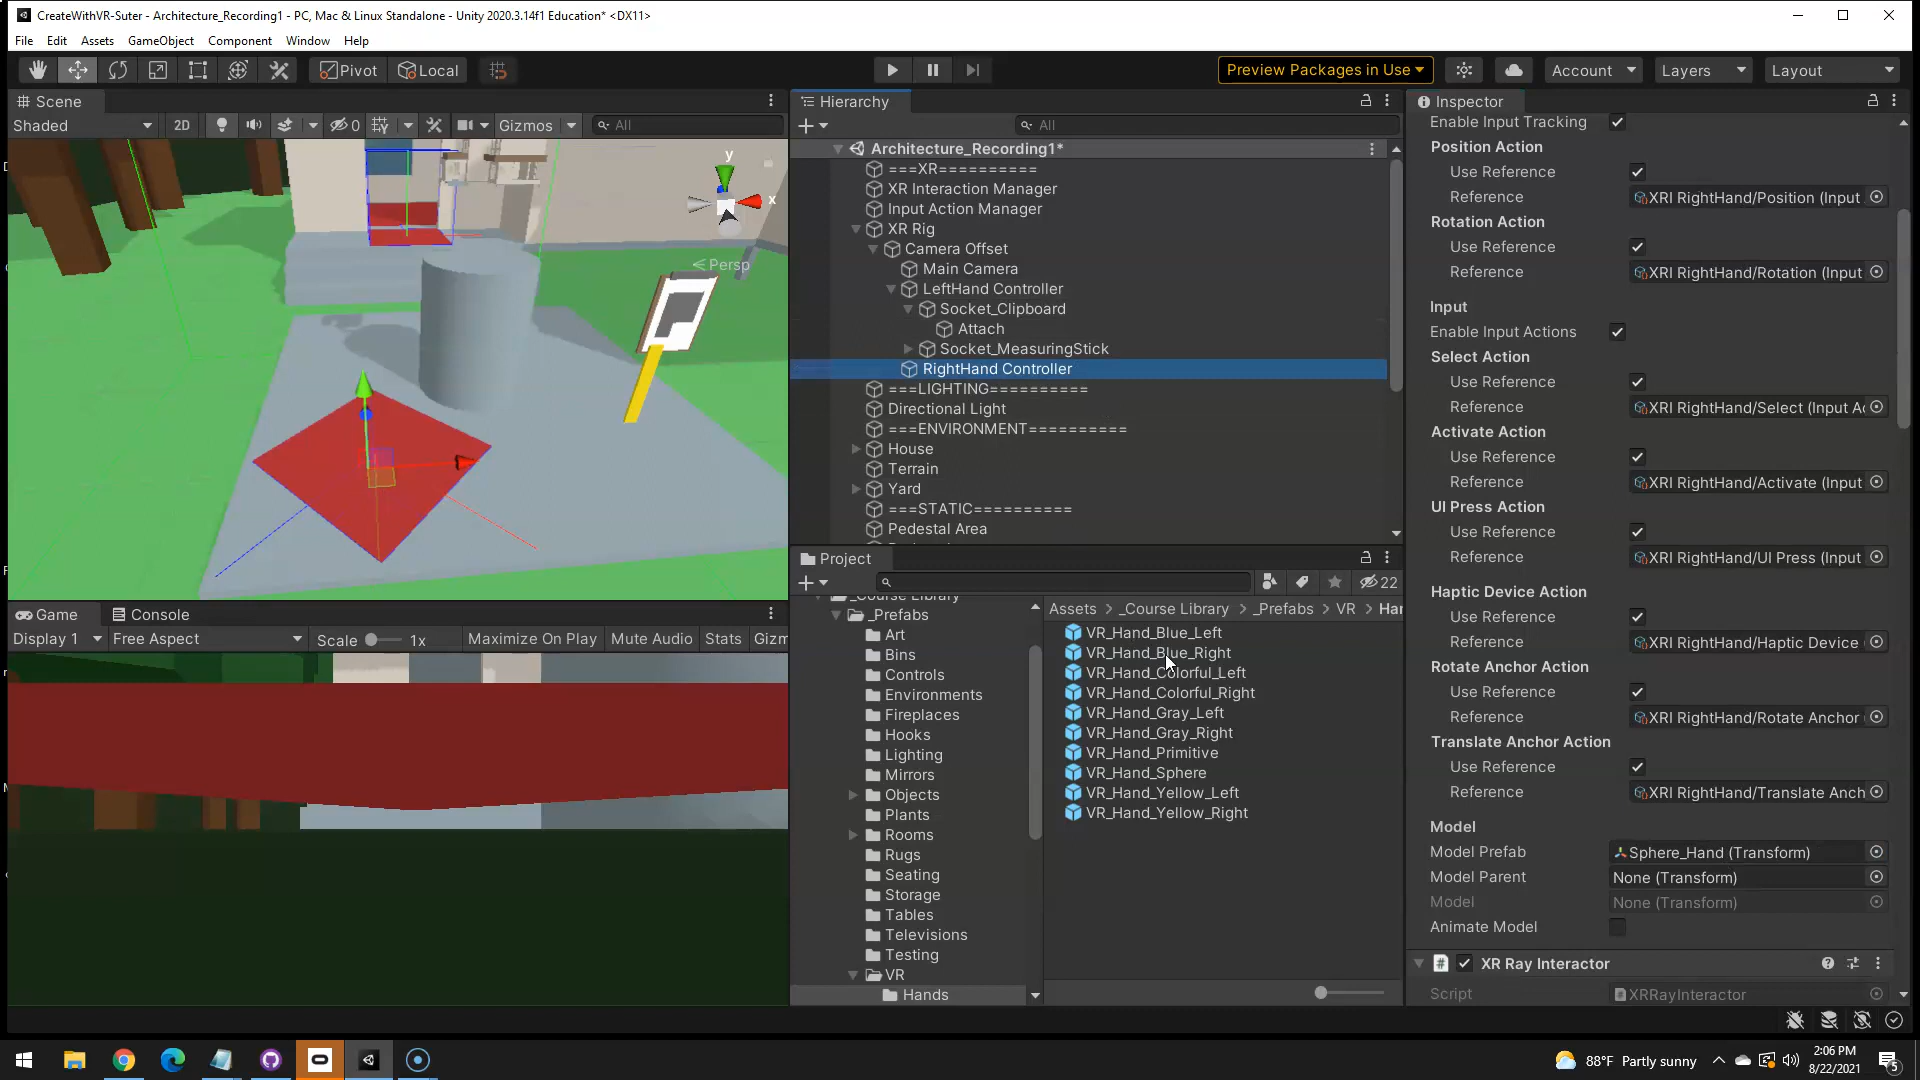 CreateWithVR-Suter - Architecture_Recording1 - PC, Mac & Linux Standalone - Unity 2020.3.14f1 Education* <DX11>
File Edit Assets GameObject Component Window Help
Pivot Local Preview Packages in Use Account Layers Layout
Scene
Shaded 2D 0 Gizmos All
y
x
Persp
Game Console
Display 1 Free Aspect Scale 1x Maximize On Play Mute Audio Stats Gizm
Hierarchy
All
Architecture_Recording1*
===XR==========
XR Interaction Manager
Input Action Manager
XR Rig
Camera Offset
Main Camera
LeftHand Controller
Socket_Clipboard
Attach
Socket_MeasuringStick
RightHand Controller
===LIGHTING==========
Directional Light
===ENVIRONMENT==========
House
Terrain
Yard
===STATIC==========
Pedestal Area
Project
22
_Course Library
_Prefabs
Art
Bins
Controls
Environments
Fireplaces
Hooks
Lighting
Mirrors
Objects
Plants
Rooms
Rugs
Seating
Storage
Tables
Televisions
Testing
VR
Hands
Assets > _Course Library > _Prefabs > VR > Han
VR_Hand_Blue_Left
VR_Hand_Blue_Right
VR_Hand_Colorful_Left
VR_Hand_Colorful_Right
VR_Hand_Gray_Left
VR_Hand_Gray_Right
VR_Hand_Primitive
VR_Hand_Sphere
VR_Hand_Yellow_Left
VR_Hand_Yellow_Right
Inspector
Enable Input Tracking
Position Action
Use Reference
Reference XRI RightHand/Position (Input
Rotation Action
Use Reference
Reference XRI RightHand/Rotation (Input
Input
Enable Input Actions
Select Action
Use Reference
Reference XRI RightHand/Select (Input Ac
Activate Action
Use Reference
Reference XRI RightHand/Activate (Input
UI Press Action
Use Reference
Reference XRI RightHand/UI Press (Input
Haptic Device Action
Use Reference
Reference XRI RightHand/Haptic Device
Rotate Anchor Action
Use Reference
Reference XRI RightHand/Rotate Anchor
Translate Anchor Action
Use Reference
Reference XRI RightHand/Translate Anch
Model
Model Prefab Sphere_Hand (Transform)
Model Parent None (Transform)
Model None (Transform)
Animate Model
XR Ray Interactor
Script XRRayInteractor
88°F Partly sunny
2:06 PM
8/22/2021
5